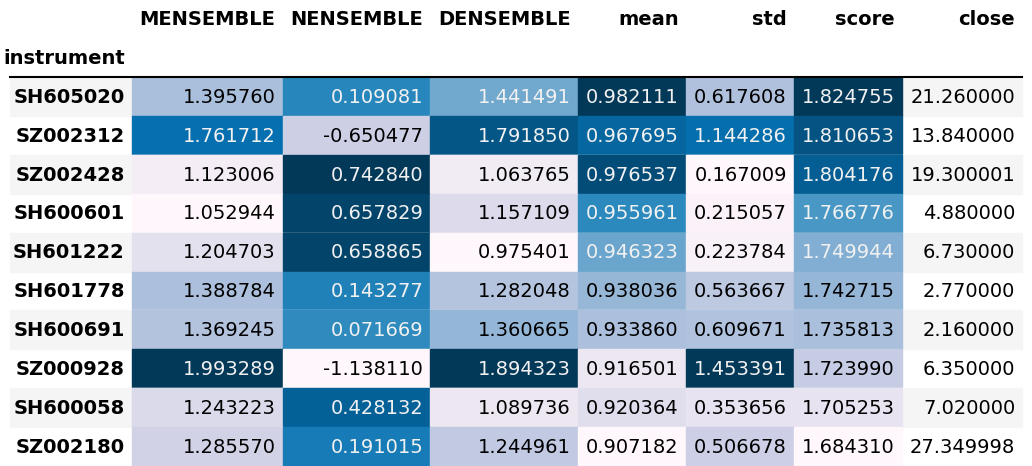 MENSEMBLE NENSEMBLE DENSEMBLE mean std score close
instrument
SH605020 1.395760 0.109081 1.441491 0.982111 0.617608 1.824755 21.260000
SZ002312 1.761712 -0.650477 1.791850 0.967695 1.144286 1.810653 13.840000
SZ002428 1.123006 0.742840 1.063765 0.976537 0.167009 1.804176 19.300001
SH600601 1.052944 0.657829 1.157109 0.955961 0.215057 1.766776 4.880000
SH601222 1.204703 0.658865 0.975401 0.946323 0.223784 1.749944 6.730000
SH601778 1.388784 0.143277 1.282048 0.938036 0.563667 1.742715 2.770000
SH600691 1.369245 0.071669 1.360665 0.933860 0.609671 1.735813 2.160000
SZ000928 1.993289 -1.138110 1.894323 0.916501 1.453391 1.723990 6.350000
SH600058 1.243223 0.428132 1.089736 0.920364 0.353656 1.705253 7.020000
SZ002180 1.285570 0.191015 1.244961 0.907182 0.506678 1.684310 27.349998